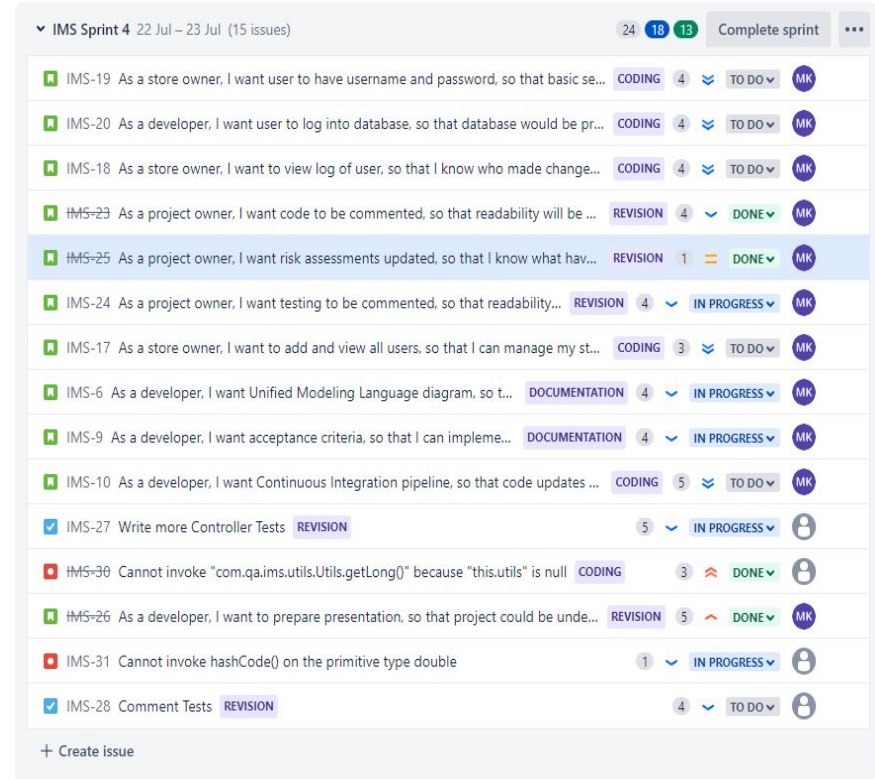 IMS Sprint 4 22 Jul – 23 Jul (15 issues) 24 18 13 Complete sprint ...
IMS-19 As a store owner, I want user to have username and password, so that basic se... CODING 4 TO DO MK
IMS-20 As a developer, I want user to log into database, so that database would be pr... CODING 4 TO DO MK
IMS-18 As a store owner, I want to view log of user, so that I know who made change... CODING 4 TO DO MK
IMS-23 As a project owner, I want code to be commented, so that readability will be ... REVISION 4 DONE MK
IMS-25 As a project owner, I want risk assessments updated, so that I know what hav... REVISION 1 DONE MK
IMS-24 As a project owner, I want testing to be commented, so that readability... REVISION 4 IN PROGRESS MK
IMS-17 As a store owner, I want to add and view all users, so that I can manage my st... CODING 3 TO DO MK
IMS-6 As a developer, I want Unified Modeling Language diagram, so t... DOCUMENTATION 4 IN PROGRESS MK
IMS-9 As a developer, I want acceptance criteria, so that I can impleme... DOCUMENTATION 4 IN PROGRESS MK
IMS-10 As a developer, I want Continuous Integration pipeline, so that code updates ... CODING 5 TO DO MK
IMS-27 Write more Controller Tests REVISION 5 IN PROGRESS
IMS-30 Cannot invoke "com.qa.ims.utils.Utils.getLong()" because "this.utils" is null CODING 3 DONE
IMS-26 As a developer, I want to prepare presentation, so that project could be unde... REVISION 5 DONE MK
IMS-31 Cannot invoke hashCode() on the primitive type double 1 IN PROGRESS
IMS-28 Comment Tests REVISION 4 TO DO
+ Create issue